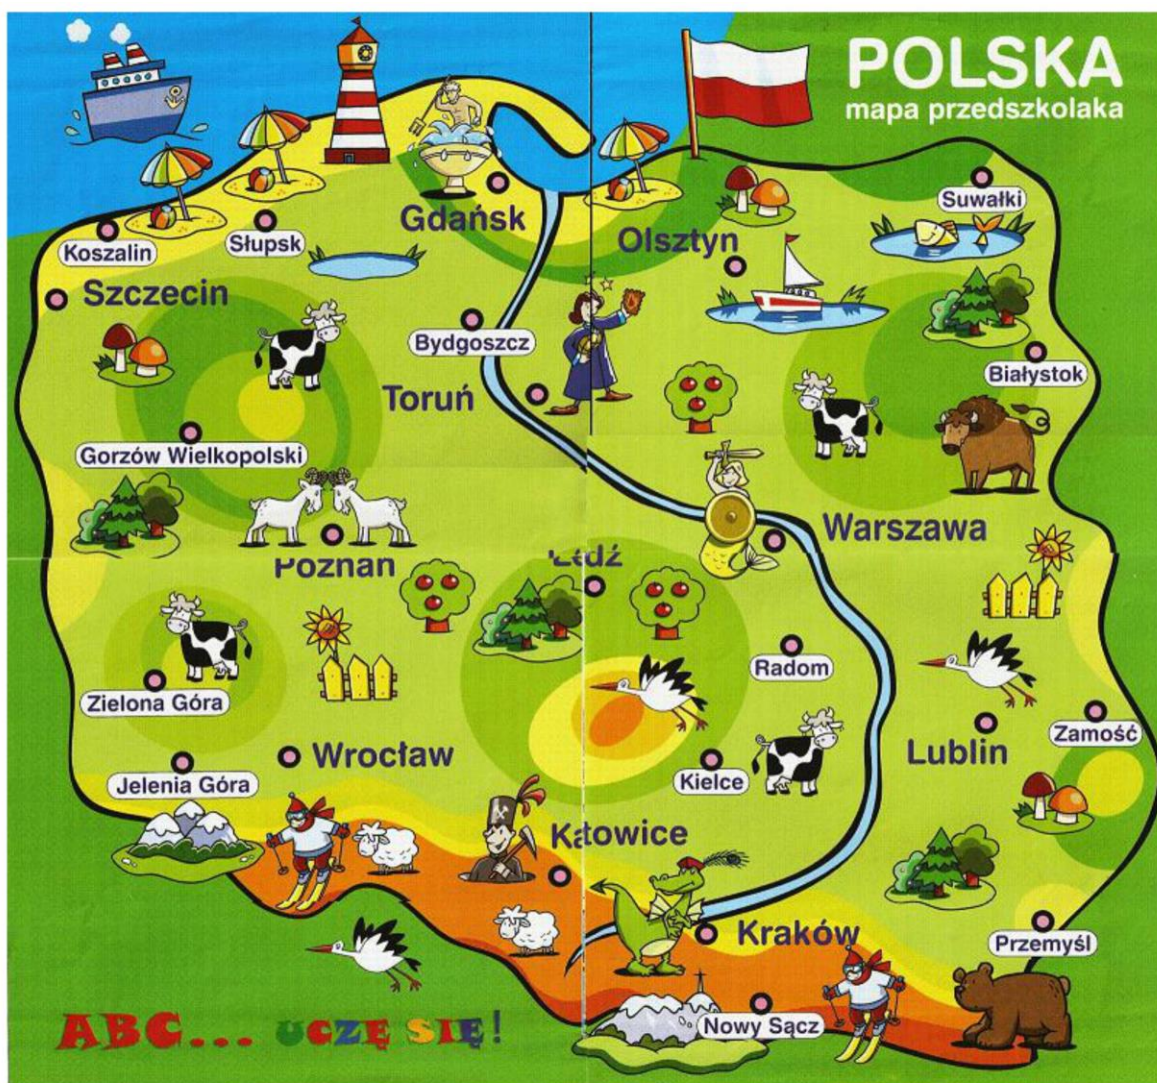 POLSKA
mapa przedszkolaka
Suwałki
Gdańsk
Koszalin
Słupsk
Olsztyn
Szczecin
Bydgoszcz
Białystok
Toruń
Gorzów Wielkopolski
Warszawa
Poznań
Łódź
Radom
Zielona Góra
Zamość
Wrocław
Lublin
Jelenia Góra
Kielce
Katowice
Kraków
Przemyśl
Nowy Sącz
ABC... UCZĘ SIĘ!